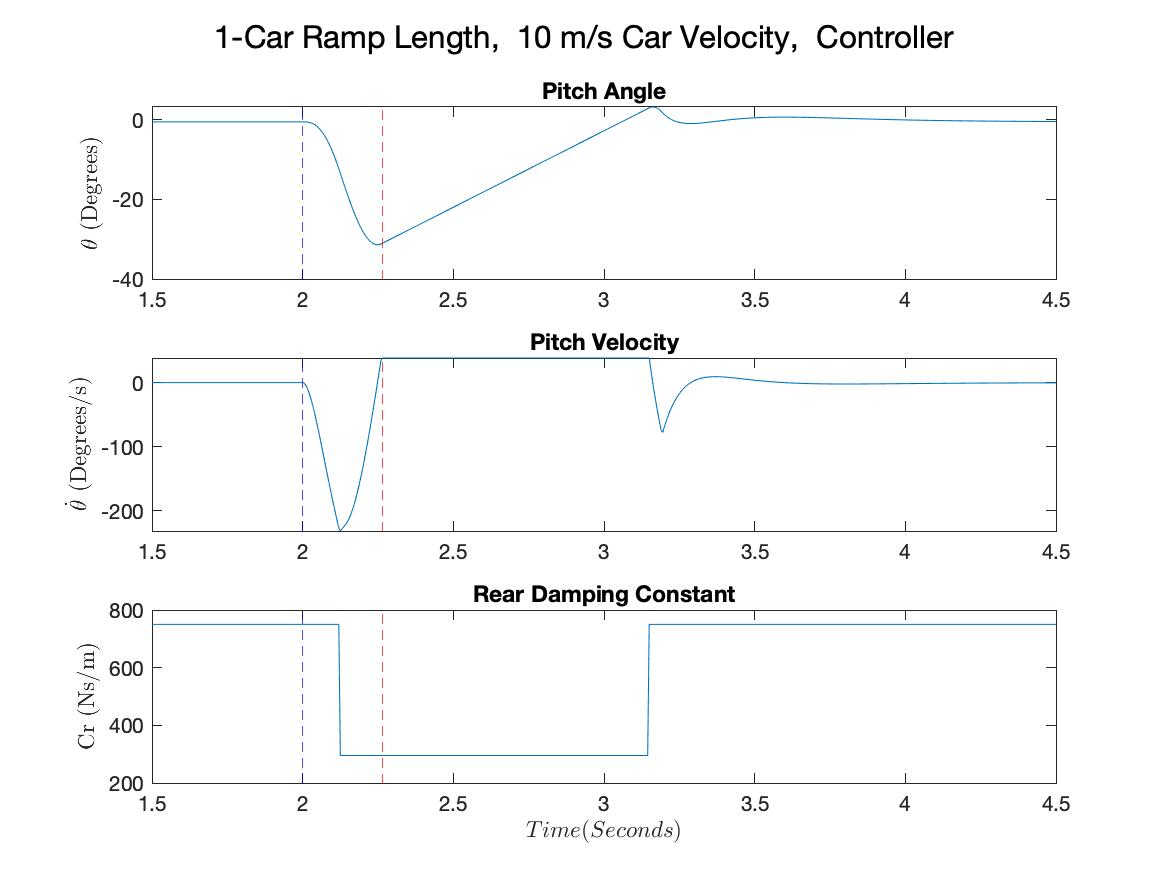 1-Car Ramp Length,  10 m/s Car Velocity,  Controller
Pitch Angle
θ (Degrees)
0
-20
-40
1.5 2 2.5 3 3.5 4 4.5
Pitch Velocity
θ̇ (Degrees/s)
0
-100
-200
1.5 2 2.5 3 3.5 4 4.5
Rear Damping Constant
Cr (Ns/m)
800
600
400
200
1.5 2 2.5 3 3.5 4 4.5
Time(Seconds)